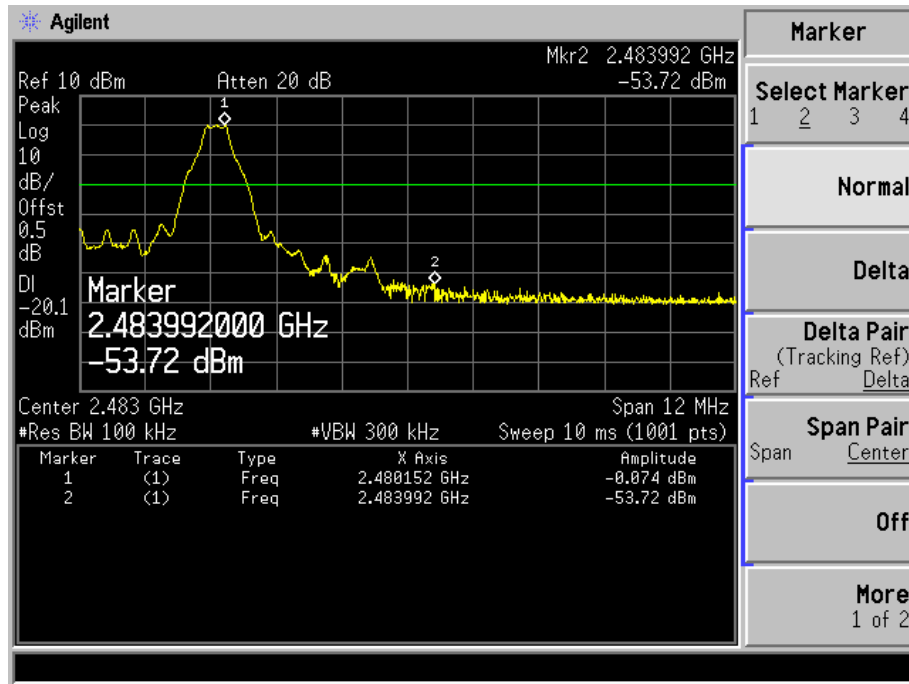 Agilent
Mkr2 2.483992 GHz
Ref 10 dBm Atten 20 dB −53.72 dBm
Peak
Log
10
dB/
Offst
0.5
dB
DI
−20.1
dBm
1
2
Marker
2.483992000 GHz
−53.72 dBm
Center 2.483 GHz Span 12 MHz
#Res BW 100 kHz #VBW 300 kHz Sweep 10 ms (1001 pts)
Marker Trace Type X Axis Amplitude
1 (1) Freq 2.480152 GHz −0.074 dBm
2 (1) Freq 2.483992 GHz −53.72 dBm
Marker
Select Marker
1 2 3 4
Normal
Delta
Delta Pair
(Tracking Ref)
Ref Delta
Span Pair
Span Center
Off
More
1 of 2